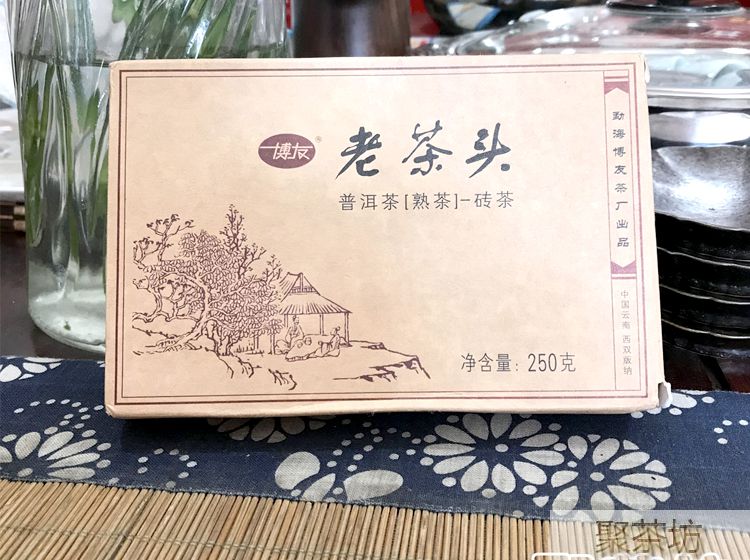 博友®
老茶头
普洱茶[熟茶]-砖茶
净含量：250克
勐海博友茶厂出品
中国云南 西双版纳
聚茶坊